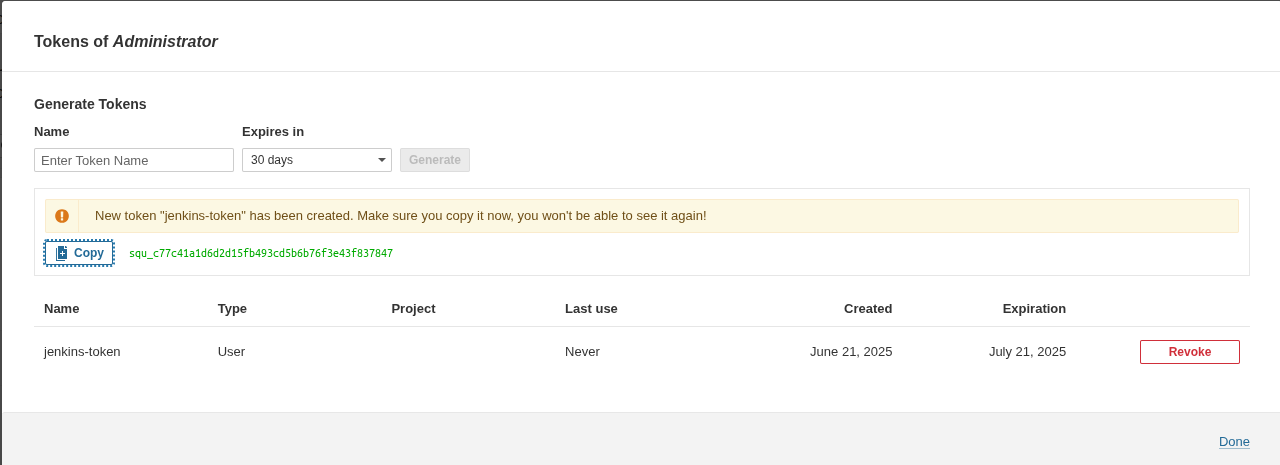 Tokens of Administrator
Generate Tokens
Name Expires in
Enter Token Name 30 days Generate
New token "jenkins-token" has been created. Make sure you copy it now, you won't be able to see it again!
Copy squ_c77c41a1d6d2d15fb493cd5b6b76f3e43f837847
Name Type Project Last use Created Expiration
jenkins-token User Never June 21, 2025 July 21, 2025 Revoke
Done